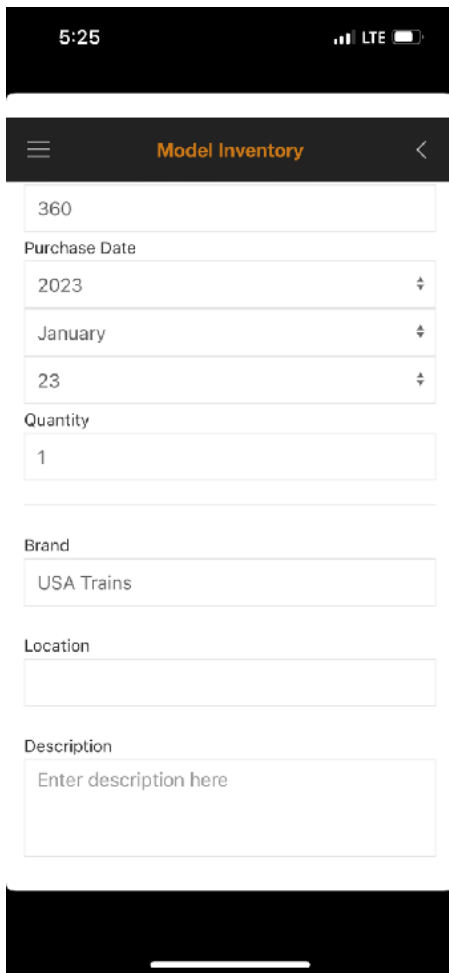 5:25 LTE
Model Inventory
360
Purchase Date
2023
January
23
Quantity
1
Brand
USA Trains
Location
Description
Enter description here